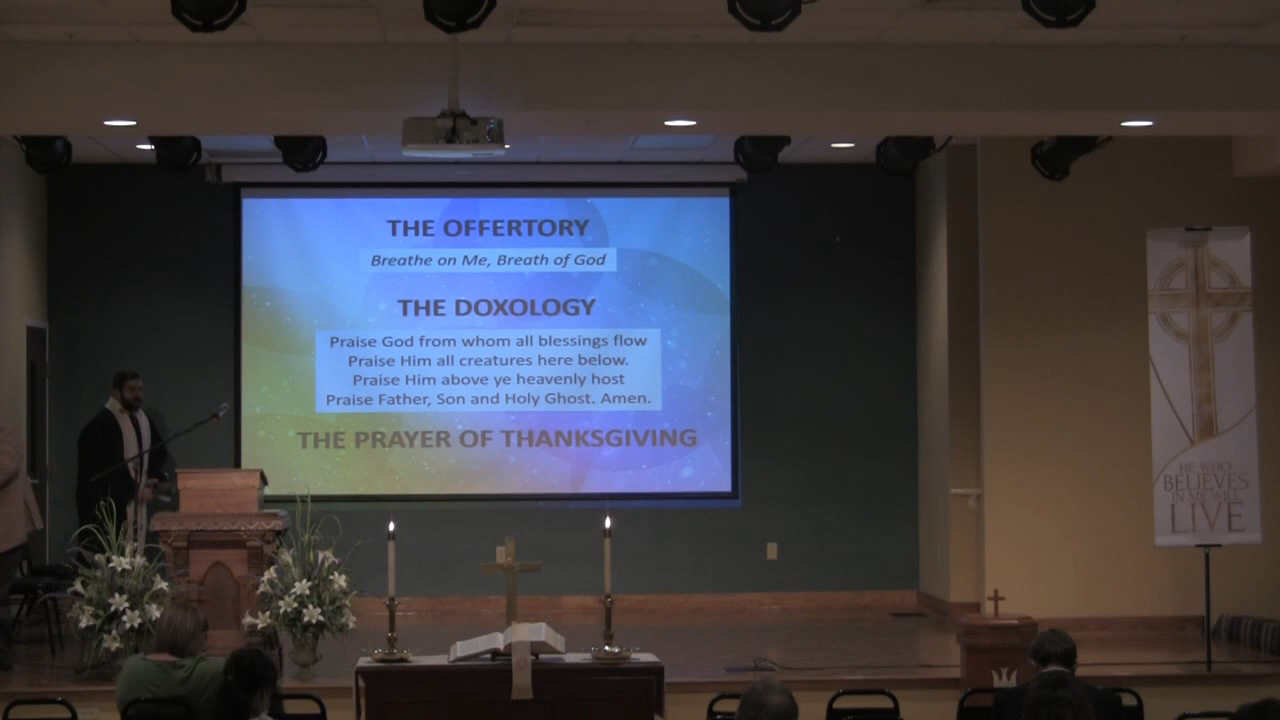 THE OFFERTORY
Breathe on Me, Breath of God
THE DOXOLOGY
Praise God from whom all blessings flow
Praise Him all creatures here below.
Praise Him above ye heavenly host
Praise Father, Son and Holy Ghost. Amen.
THE PRAYER OF THANKSGIVING
HE WHO
BELIEVES
IN ME WILL
LIVE